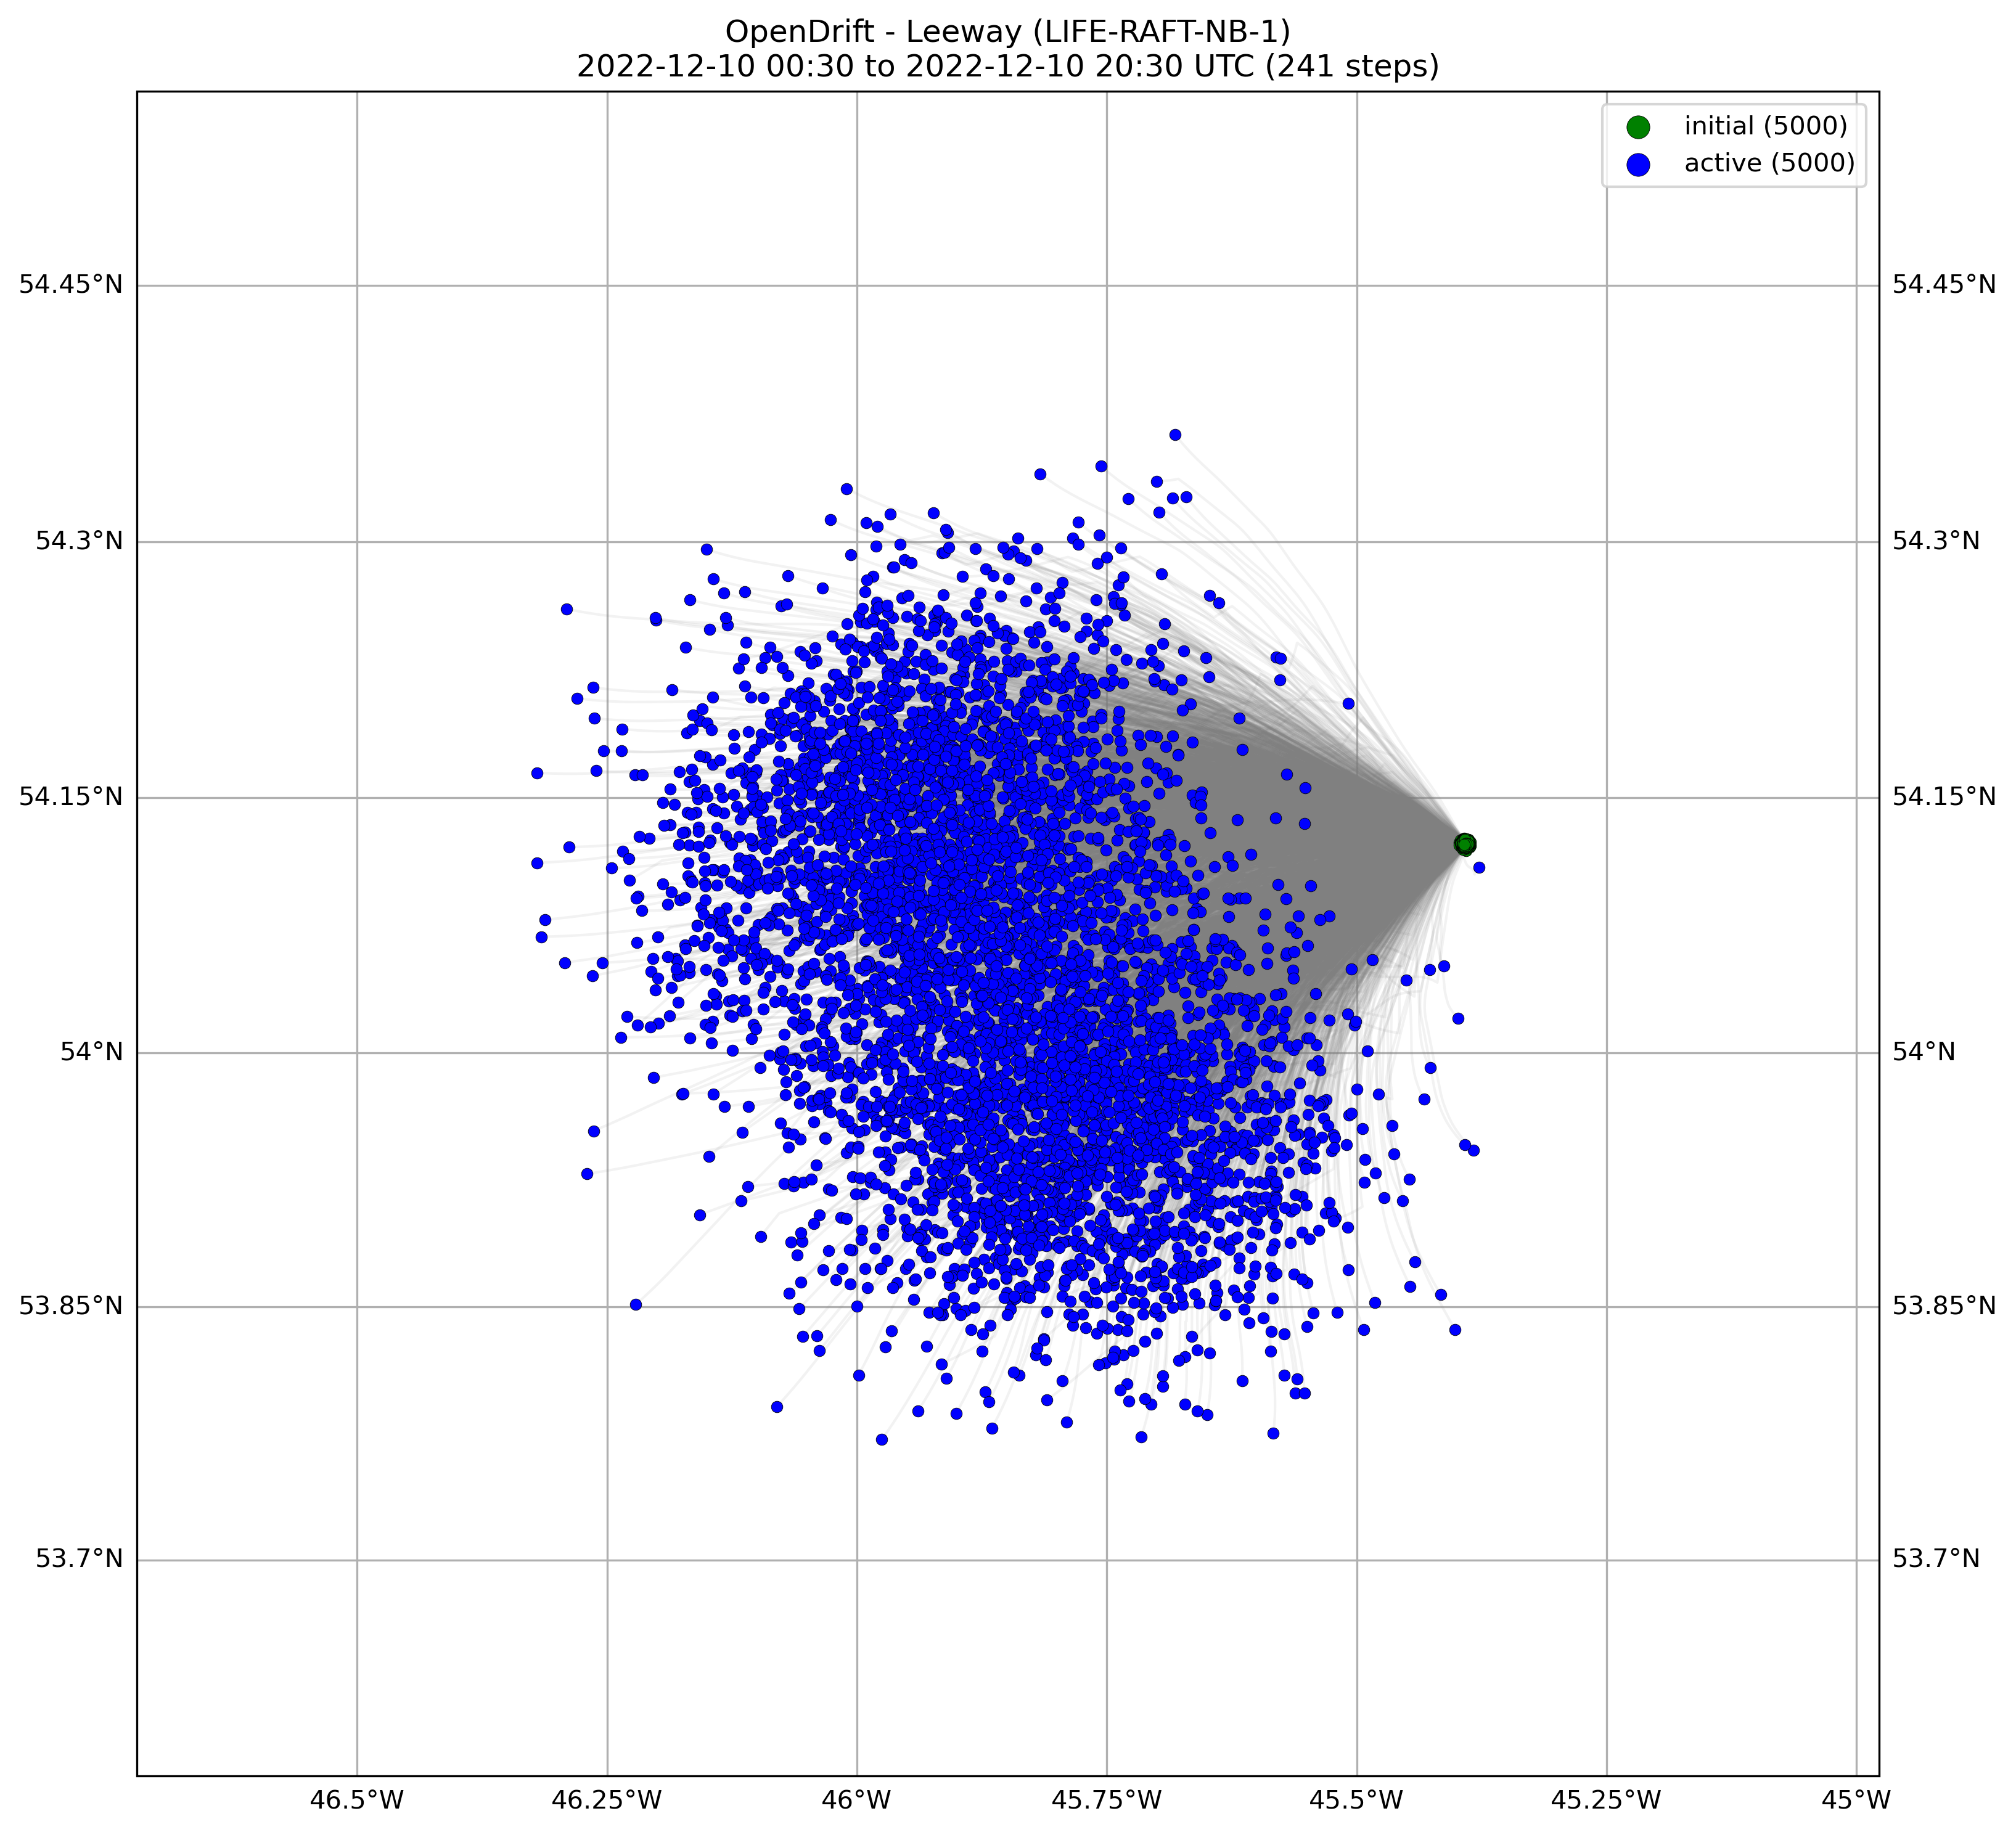 OpenDrift - Leeway (LIFE-RAFT-NB-1)
2022-12-10 00:30 to 2022-12-10 20:30 UTC (241 steps)
initial (5000)
active (5000)
54.45°N 54.45°N
54.3°N 54.3°N
54.15°N 54.15°N
54°N 54°N
53.85°N 53.85°N
53.7°N 53.7°N
46.5°W 46.25°W 46°W 45.75°W 45.5°W 45.25°W 45°W